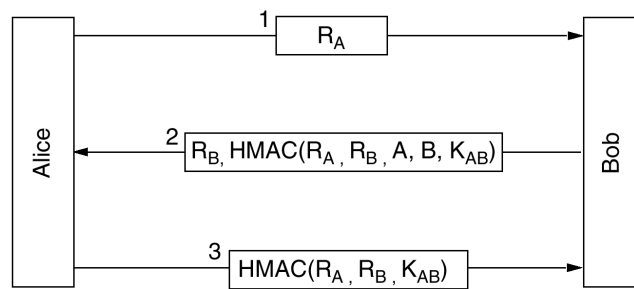 Alice
1
R_A
2
R_B, HMAC(R_A , R_B , A, B, K_AB)
3
HMAC(R_A , R_B , K_AB)
Bob